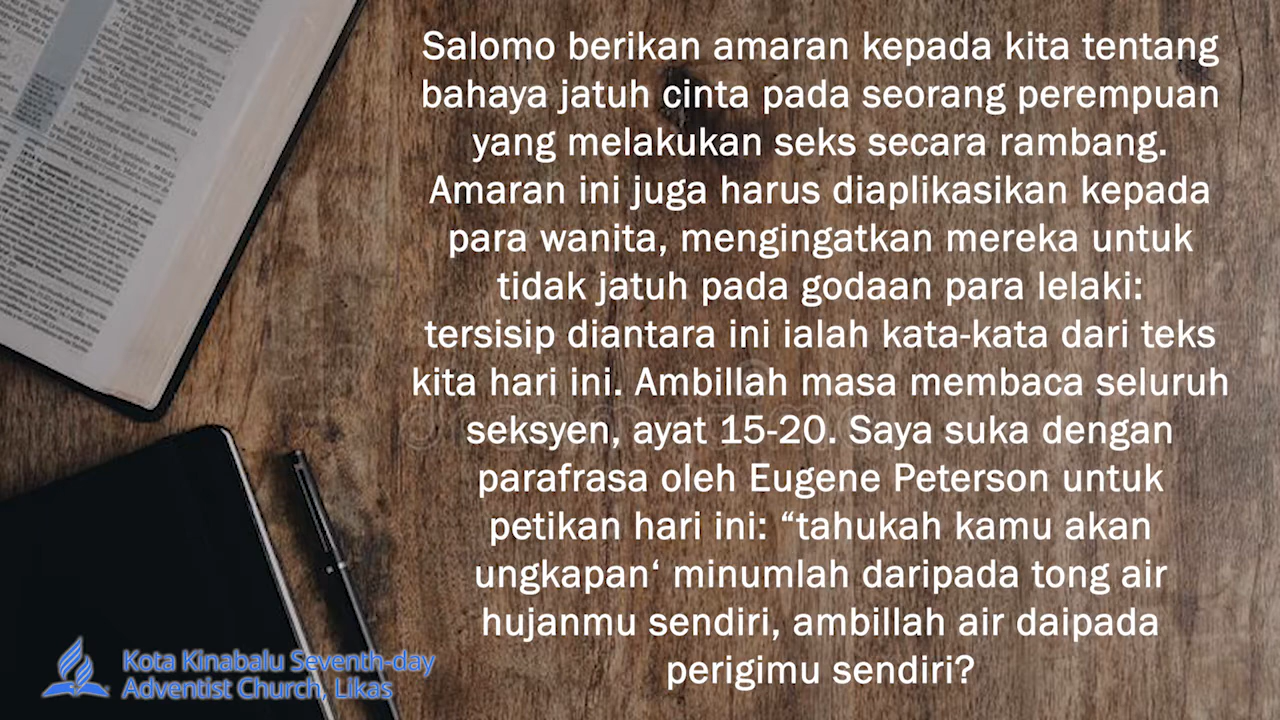 Salomo berikan amaran kepada kita tentang
bahaya jatuh cinta pada seorang perempuan
yang melakukan seks secara rambang.
Amaran ini juga harus diaplikasikan kepada
para wanita, mengingatkan mereka untuk
tidak jatuh pada godaan para lelaki:
tersisip diantara ini ialah kata-kata dari teks
kita hari ini. Ambillah masa membaca seluruh
seksyen, ayat 15-20. Saya suka dengan
parafrasa oleh Eugene Peterson untuk
petikan hari ini: “tahukah kamu akan
ungkapan‘ minumlah daripada tong air
hujanmu sendiri, ambillah air daipada
perigimu sendiri?
Kota Kinabalu Seventh-day
Adventist Church, Likas